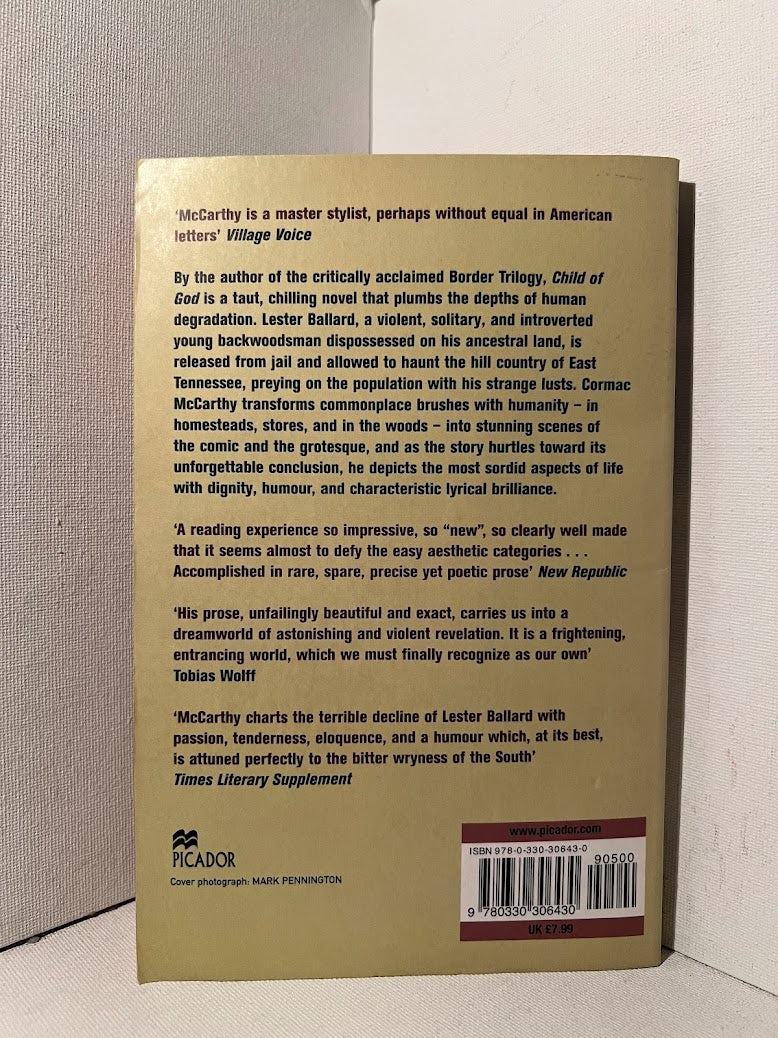 ‘McCarthy is a master stylist, perhaps without equal in American
letters’ Village Voice
By the author of the critically acclaimed Border Trilogy, Child of
God is a taut, chilling novel that plumbs the depths of human
degradation. Lester Ballard, a violent, solitary, and introverted
young backwoodsman dispossessed on his ancestral land, is
released from jail and allowed to haunt the hill country of East
Tennessee, preying on the population with his strange lusts. Cormac
McCarthy transforms commonplace brushes with humanity – in
homesteads, stores, and in the woods – into stunning scenes of
the comic and the grotesque, and as the story hurtles toward its
unforgettable conclusion, he depicts the most sordid aspects of life
with dignity, humour, and characteristic lyrical brilliance.
‘A reading experience so impressive, so “new”, so clearly well made
that it seems almost to defy the easy aesthetic categories . . .
Accomplished in rare, spare, precise yet poetic prose’ New Republic
‘His prose, unfailingly beautiful and exact, carries us into a
dreamworld of astonishing and violent revelation. It is a frightening,
entrancing world, which we must finally recognize as our own’
Tobias Wolff
‘McCarthy charts the terrible decline of Lester Ballard with
passion, tenderness, eloquence, and a humour which, at its best,
is attuned perfectly to the bitter wryness of the South’
Times Literary Supplement
PICADOR
Cover photograph: MARK PENNINGTON
www.picador.com
ISBN 978-0-330-30643-0
90500
9 780330 306430
UK £7.99